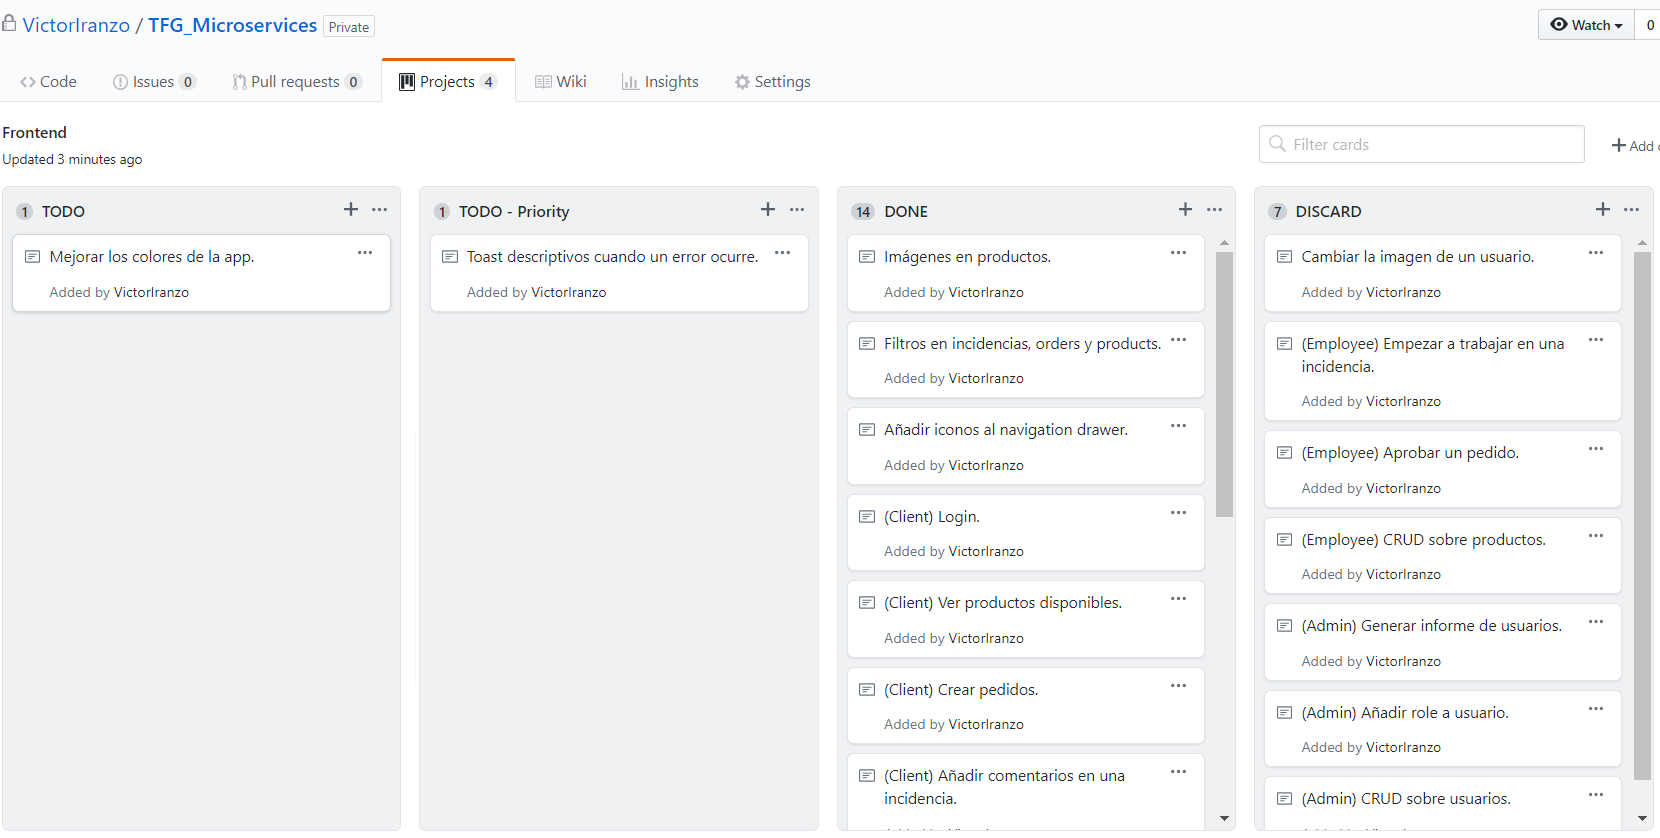 VictorIranzo / TFG_Microservices Private
Watch 0
Code Issues 0 Pull requests 0 Projects 4 Wiki Insights Settings
Frontend
Updated 3 minutes ago
Filter cards
Add
1 TODO
Mejorar los colores de la app.
Added by VictorIranzo
1 TODO - Priority
Toast descriptivos cuando un error ocurre.
Added by VictorIranzo
14 DONE
Imágenes en productos.
Added by VictorIranzo
Filtros en incidencias, orders y products.
Added by VictorIranzo
Añadir iconos al navigation drawer.
Added by VictorIranzo
(Client) Login.
Added by VictorIranzo
(Client) Ver productos disponibles.
Added by VictorIranzo
(Client) Crear pedidos.
Added by VictorIranzo
(Client) Añadir comentarios en una
incidencia.
7 DISCARD
Cambiar la imagen de un usuario.
Added by VictorIranzo
(Employee) Empezar a trabajar en una
incidencia.
Added by VictorIranzo
(Employee) Aprobar un pedido.
Added by VictorIranzo
(Employee) CRUD sobre productos.
Added by VictorIranzo
(Admin) Generar informe de usuarios.
Added by VictorIranzo
(Admin) Añadir role a usuario.
Added by VictorIranzo
(Admin) CRUD sobre usuarios.